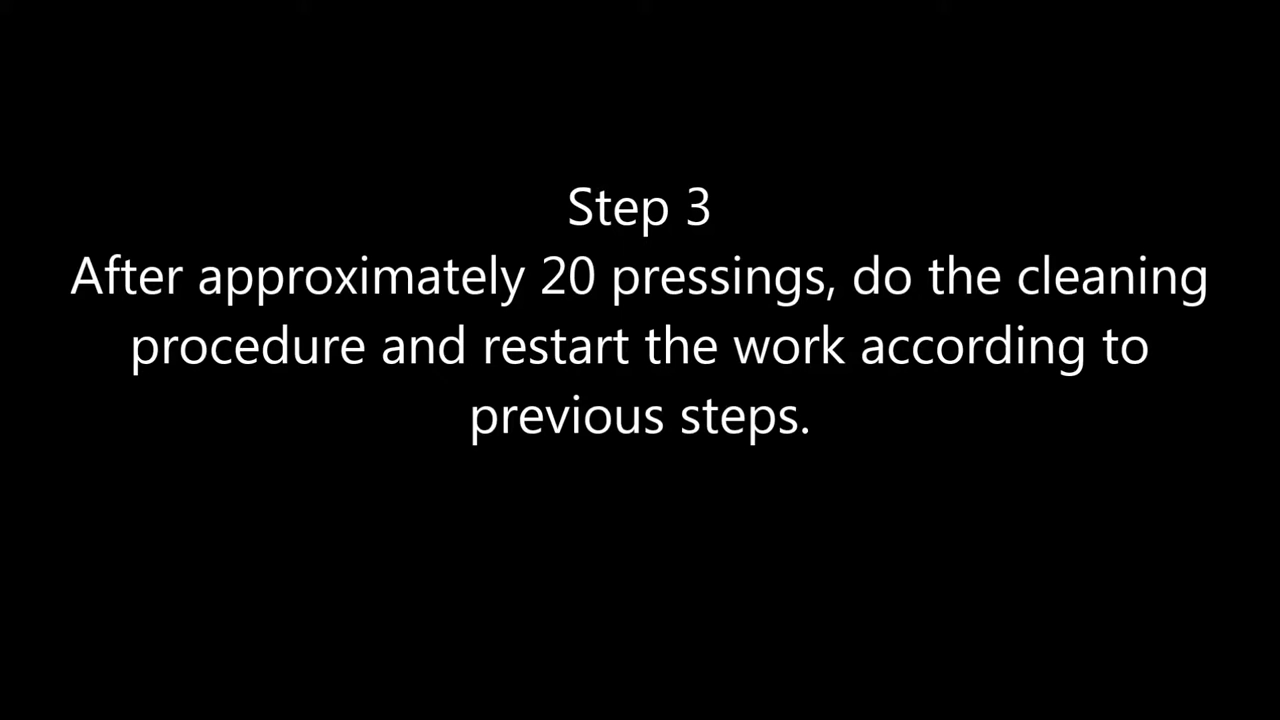 Step 3
After approximately 20 pressings, do the cleaning
procedure and restart the work according to
previous steps.